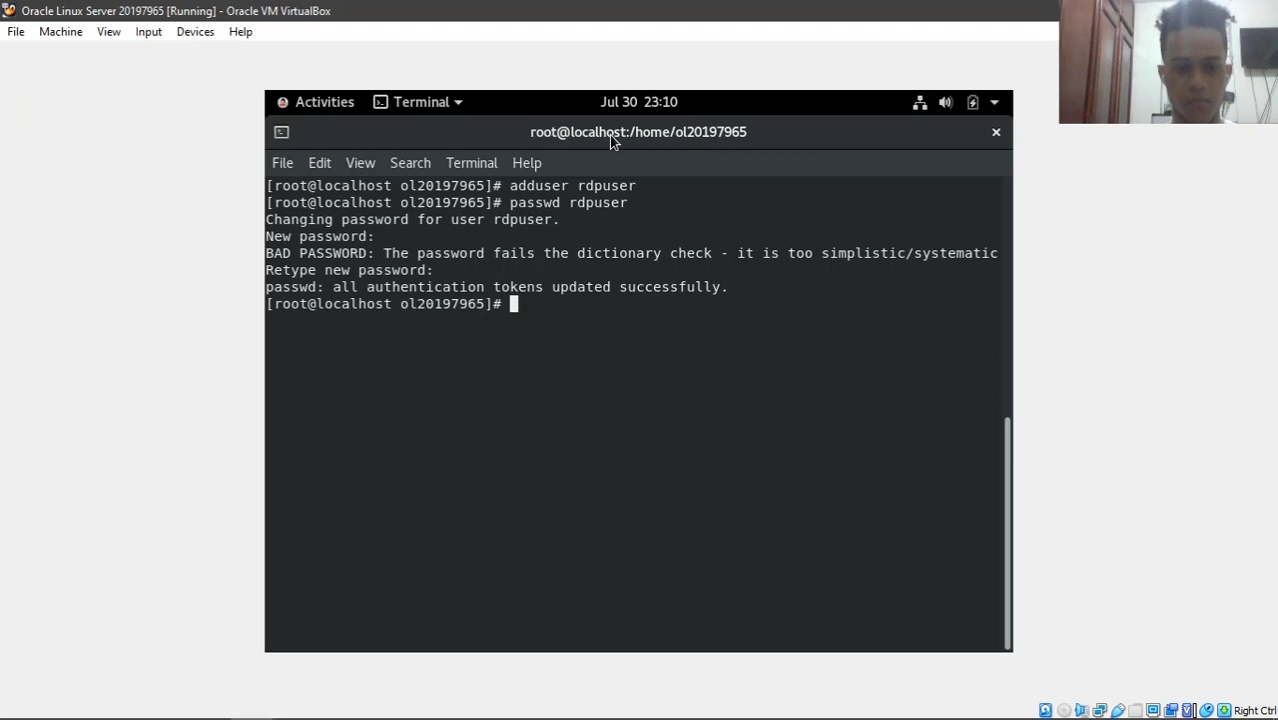 Oracle Linux Server 20197965 [Running] - Oracle VM VirtualBox
File Machine View Input Devices Help
Activities Terminal Jul 30 23:10
root@localhost:/home/ol20197965
File Edit View Search Terminal Help
[root@localhost ol20197965]# adduser rdpuser
[root@localhost ol20197965]# passwd rdpuser
Changing password for user rdpuser.
New password:
BAD PASSWORD: The password fails the dictionary check - it is too simplistic/systematic
Retype new password:
passwd: all authentication tokens updated successfully.
[root@localhost ol20197965]#
Right Ctrl